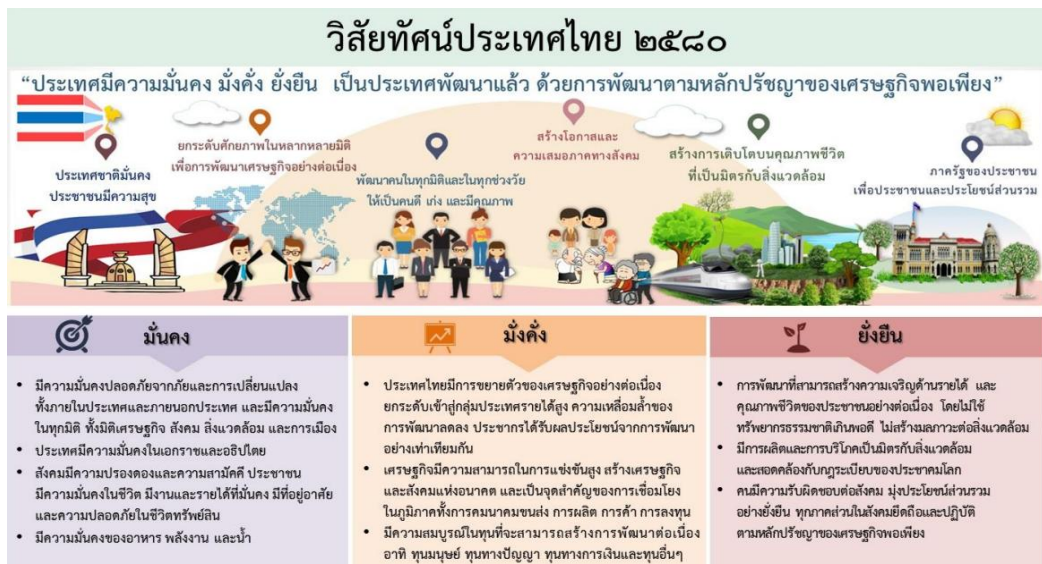 วิสัยทัศน์ประเทศไทย ๒๕๘๐
“ประเทศมีความมั่นคง มั่งคั่ง ยั่งยืน เป็นประเทศพัฒนาแล้ว ด้วยการพัฒนาตามหลักปรัชญาของเศรษฐกิจพอเพียง”
ประเทศชาติมั่นคง
ประชาชนมีความสุข
ยกระดับศักยภาพในหลากหลายมิติ
เพื่อการพัฒนาเศรษฐกิจอย่างต่อเนื่อง
พัฒนาคนในทุกมิติและในทุกช่วงวัย
ให้เป็นคนดี เก่ง และมีคุณภาพ
สร้างโอกาสและ
ความเสมอภาคทางสังคม
สร้างการเติบโตบนคุณภาพชีวิต
ที่เป็นมิตรกับสิ่งแวดล้อม
ภาครัฐของประชาชน
เพื่อประชาชนและประโยชน์ส่วนรวม
มั่นคง
• มีความมั่นคงปลอดภัยจากภัยและการเปลี่ยนแปลง
ทั้งภายในประเทศและภายนอกประเทศ และมีความมั่นคง
ในทุกมิติ ทั้งมิติเศรษฐกิจ สังคม สิ่งแวดล้อม และการเมือง
• ประเทศมีความมั่นคงในเอกราชและอธิปไตย
• สังคมมีความปรองดองและความสามัคคี ประชาชน
มีความมั่นคงในชีวิต มีงานและรายได้ที่มั่นคง มีที่อยู่อาศัย
และความปลอดภัยในชีวิตทรัพย์สิน
• มีความมั่นคงของอาหาร พลังงาน และน้ำ
มั่งคั่ง
• ประเทศไทยมีการขยายตัวของเศรษฐกิจอย่างต่อเนื่อง
ยกระดับเข้าสู่กลุ่มประเทศรายได้สูง ความเหลื่อมล้ำของ
การพัฒนาลดลง ประชากรได้รับผลประโยชน์จากการพัฒนา
อย่างเท่าเทียมกัน
• เศรษฐกิจมีความสามารถในการแข่งขันสูง สร้างเศรษฐกิจ
และสังคมแห่งอนาคต และเป็นจุดสำคัญของการเชื่อมโยง
ในภูมิภาคทั้งการคมนาคมขนส่ง การผลิต การค้า การลงทุน
• มีความสมบูรณ์ในทุนที่จะสามารถสร้างการพัฒนาต่อเนื่อง
อาทิ ทุนมนุษย์ ทุนทางปัญญา ทุนทางการเงินและทุนอื่นๆ
ยั่งยืน
• การพัฒนาที่สามารถสร้างความเจริญด้านรายได้ และ
คุณภาพชีวิตของประชาชนอย่างต่อเนื่อง โดยไม่ใช้
ทรัพยากรธรรมชาติเกินพอดี ไม่สร้างมลภาวะต่อสิ่งแวดล้อม
• มีการผลิตและการบริโภคเป็นมิตรกับสิ่งแวดล้อม
และสอดคล้องกับกฎระเบียบของประชาคมโลก
• คนมีความรับผิดชอบต่อสังคม มุ่งประโยชน์ส่วนรวม
อย่างยั่งยืน ทุกภาคส่วนในสังคมยึดถือและปฏิบัติ
ตามหลักปรัชญาของเศรษฐกิจพอเพียง